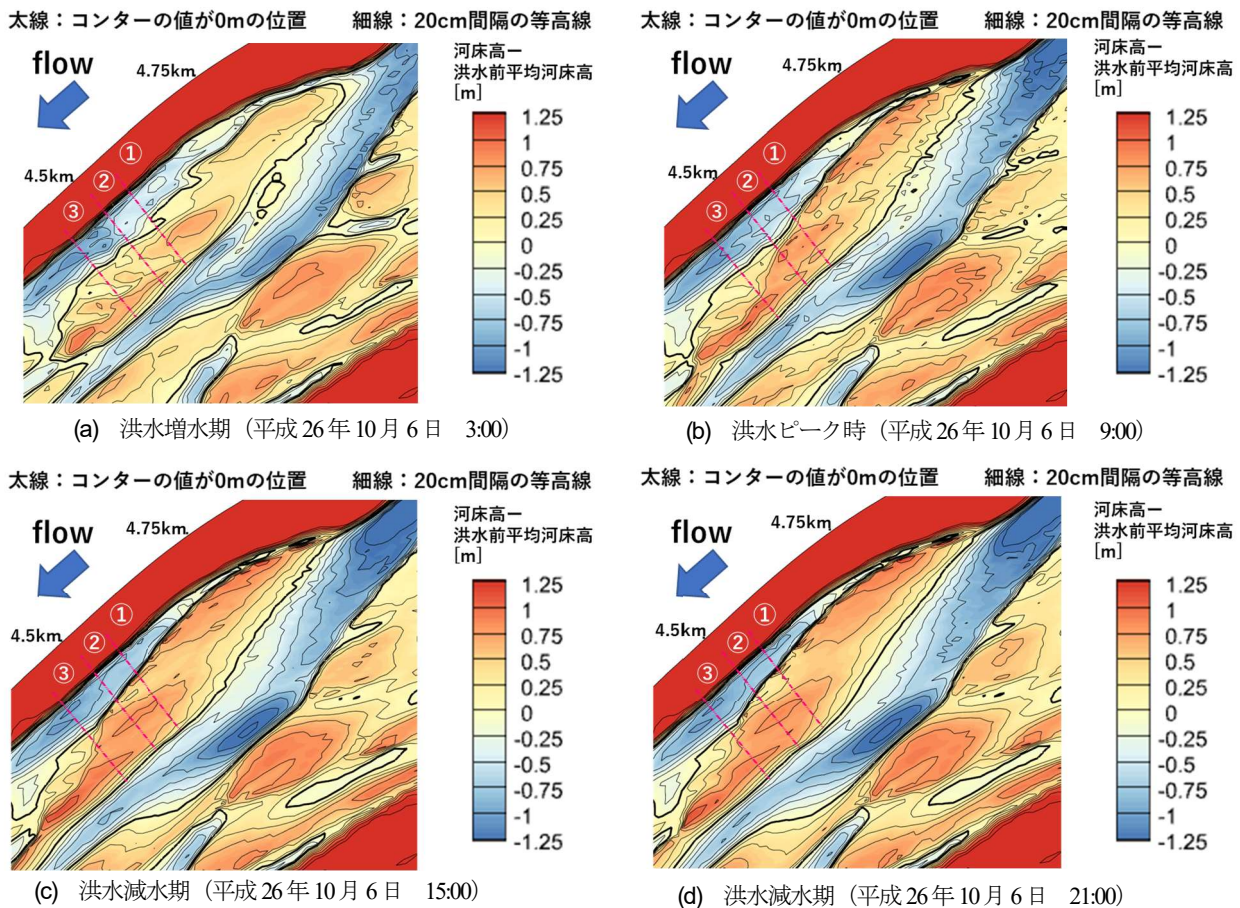 太線：コンターの値が0mの位置　細線：20cm間隔の等高線
flow
4.75km
4.5km
①
②
③
河床高ー
洪水前平均河床高
[m]
1.25
1
0.75
0.5
0.25
0
-0.25
-0.5
-0.75
-1
-1.25
(a)　洪水増水期（平成26年10月6日　3:00）
太線：コンターの値が0mの位置　細線：20cm間隔の等高線
flow
4.75km
4.5km
①
②
③
河床高ー
洪水前平均河床高
[m]
1.25
1
0.75
0.5
0.25
0
-0.25
-0.5
-0.75
-1
-1.25
(b)　洪水ピーク時（平成26年10月6日　9:00）
太線：コンターの値が0mの位置　細線：20cm間隔の等高線
flow
4.75km
4.5km
①
②
③
河床高ー
洪水前平均河床高
[m]
1.25
1
0.75
0.5
0.25
0
-0.25
-0.5
-0.75
-1
-1.25
(c)　洪水減水期（平成26年10月6日　15:00）
太線：コンターの値が0mの位置　細線：20cm間隔の等高線
flow
4.75km
4.5km
①
②
③
河床高ー
洪水前平均河床高
[m]
1.25
1
0.75
0.5
0.25
0
-0.25
-0.5
-0.75
-1
-1.25
(d)　洪水減水期（平成26年10月6日　21:00）